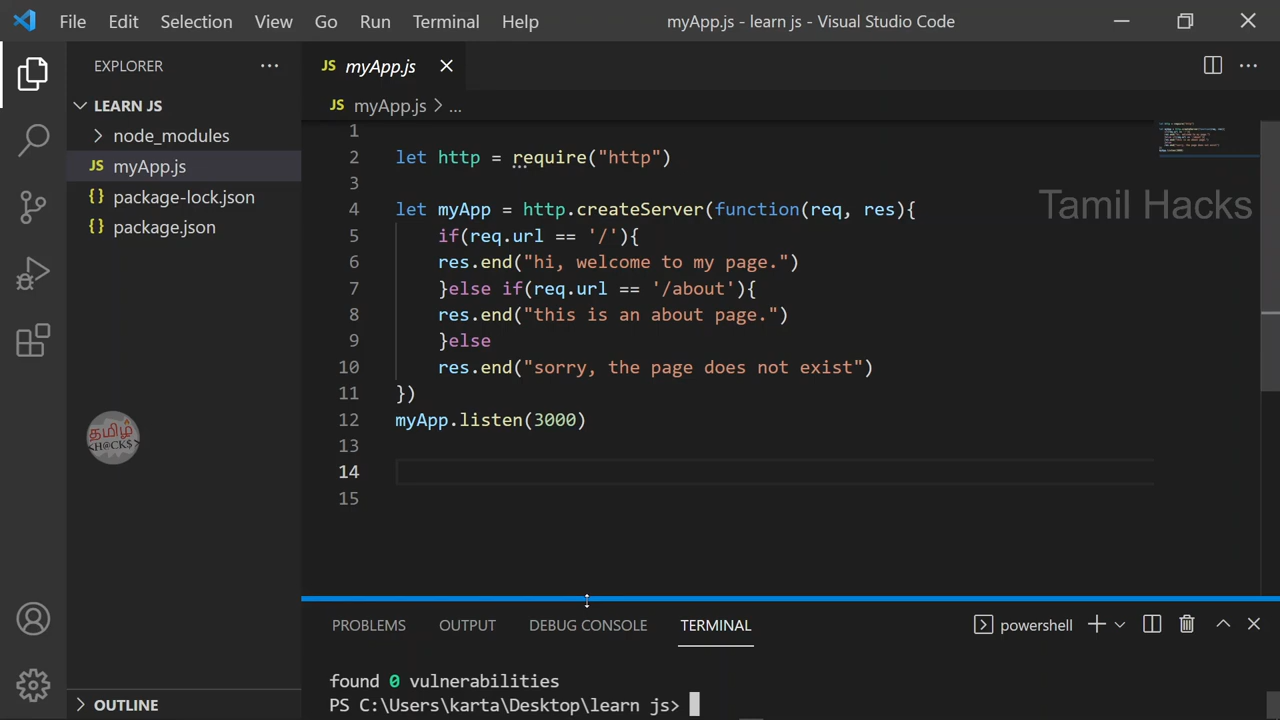 File Edit Selection View Go Run Terminal Help myApp.js - learn js - Visual Studio Code
EXPLORER
LEARN JS
node_modules
JS myApp.js
{} package-lock.json
{} package.json
OUTLINE
JS myApp.js
JS myApp.js > ...
1
2 let http = require("http")
3
4 let myApp = http.createServer(function(req, res){
5 if(req.url == '/'){
6 res.end("hi, welcome to my page.")
7 }else if(req.url == '/about'){
8 res.end("this is an about page.")
9 }else
10 res.end("sorry, the page does not exist")
11 })
12 myApp.listen(3000)
13
14
15
Tamil Hacks
தமிழ்
<H@CK$>
PROBLEMS OUTPUT DEBUG CONSOLE TERMINAL powershell
found 0 vulnerabilities
PS C:\Users\karta\Desktop\learn js>